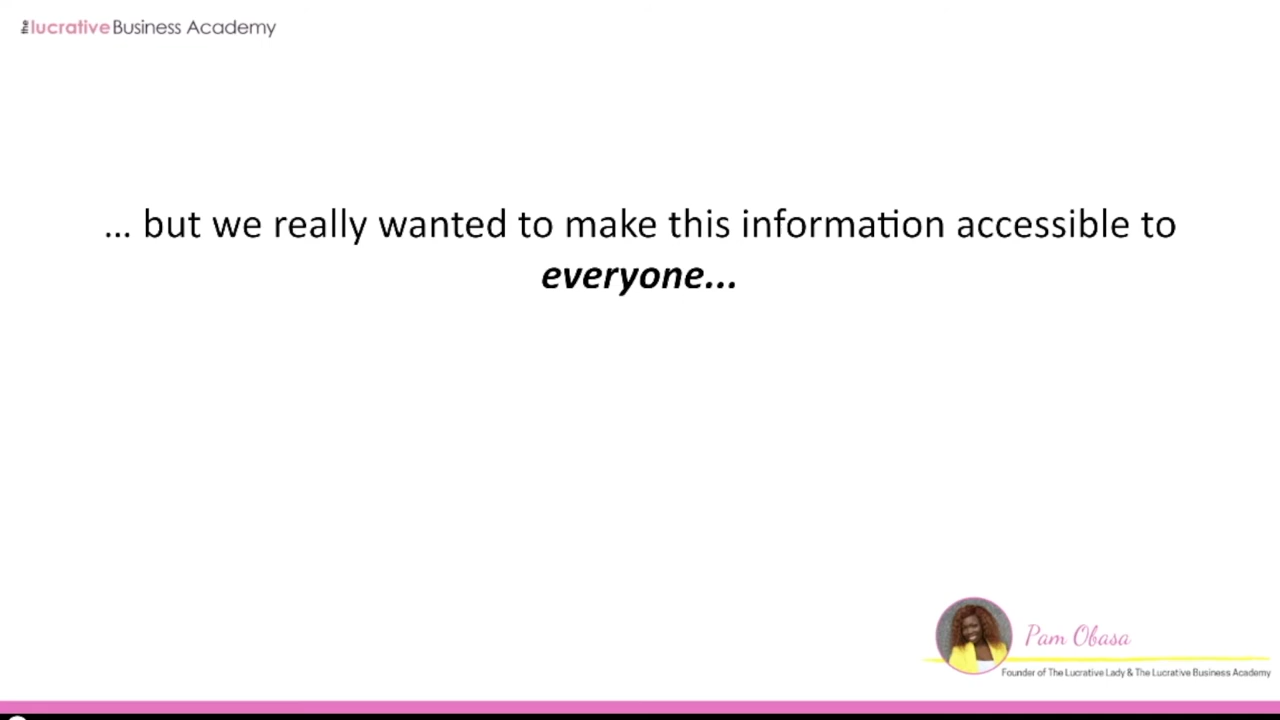 the lucrative Business Academy
... but we really wanted to make this information accessible to
everyone...
Pam Obasa
Founder of The Lucrative Lady & The Lucrative Business Academy